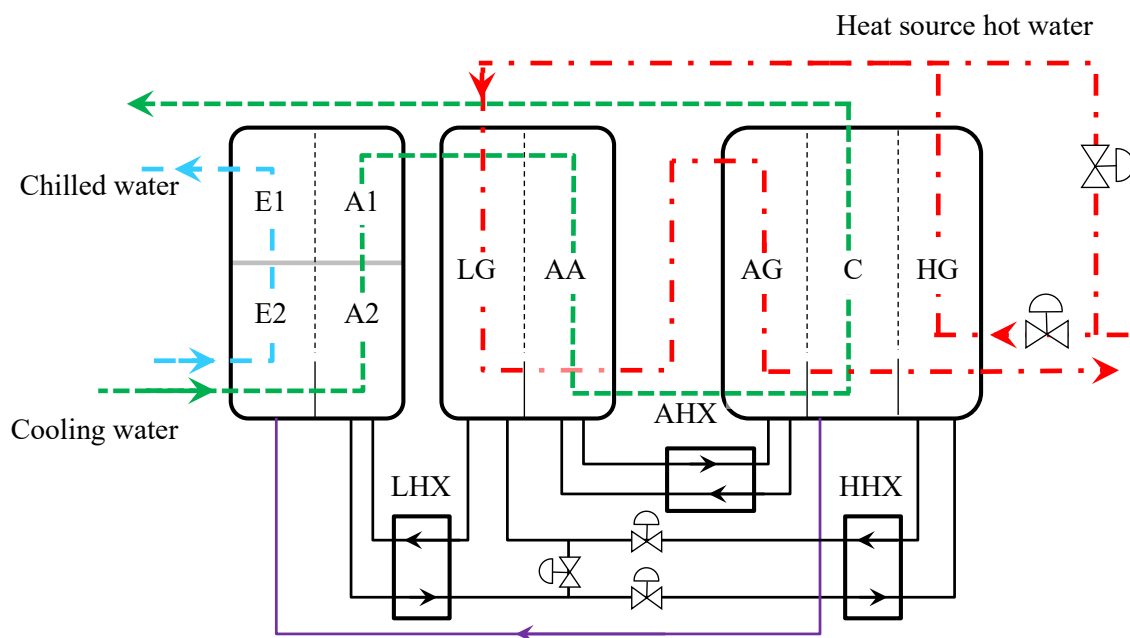 Heat source hot water
Chilled water
E1
A1
LG
AA
AG
C
HG
E2
A2
Cooling water
AHX
LHX
HHX